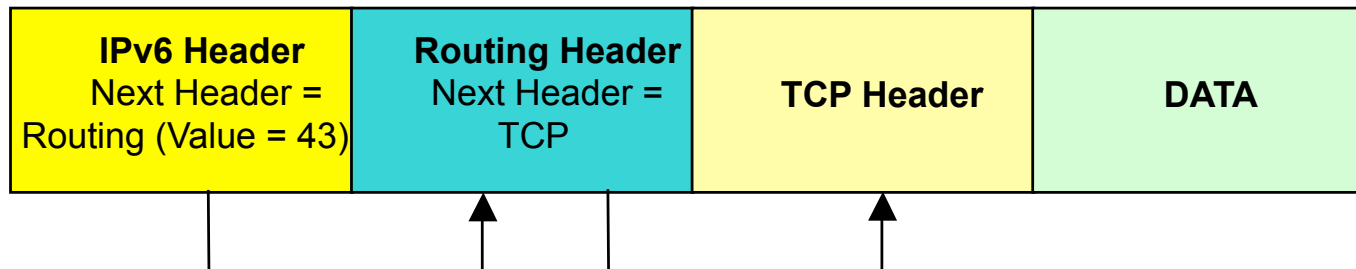 IPv6 Header
Next Header =
Routing (Value = 43)
Routing Header
Next Header =
TCP
TCP Header
DATA